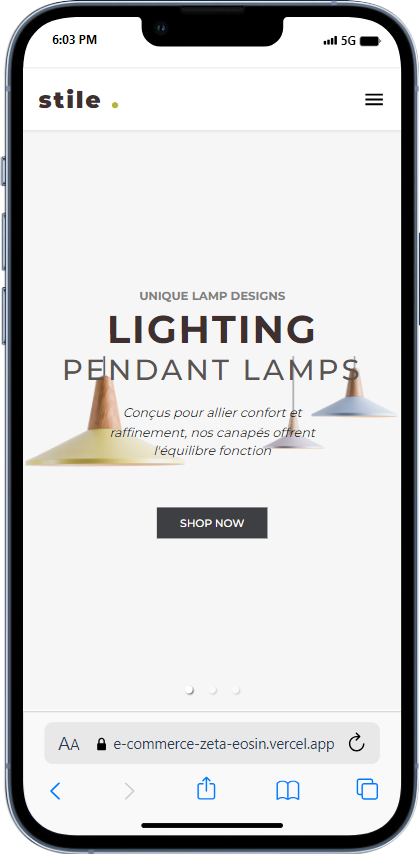 6:03 PM 5G
stile .
UNIQUE LAMP DESIGNS
LIGHTING
PENDANT LAMPS
Conçus pour allier confort et
raffinement, nos canapés offrent
l'équilibre fonction
SHOP NOW
AA e-commerce-zeta-eosin.vercel.app